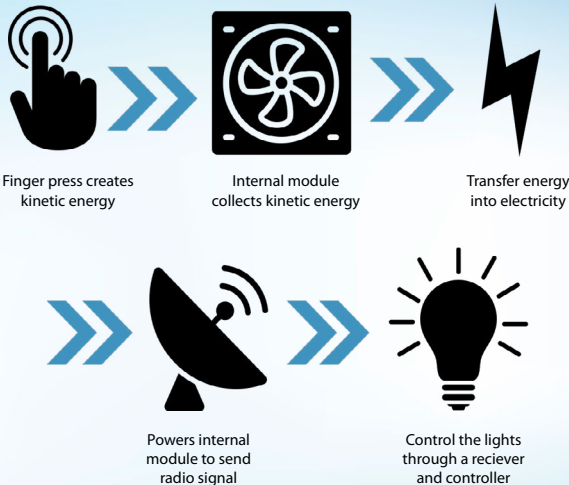 Finger press creates
kinetic energy
Internal module
collects kinetic energy
Transfer energy
into electricity
Powers internal
module to send
radio signal
Control the lights
through a reciever
and controller